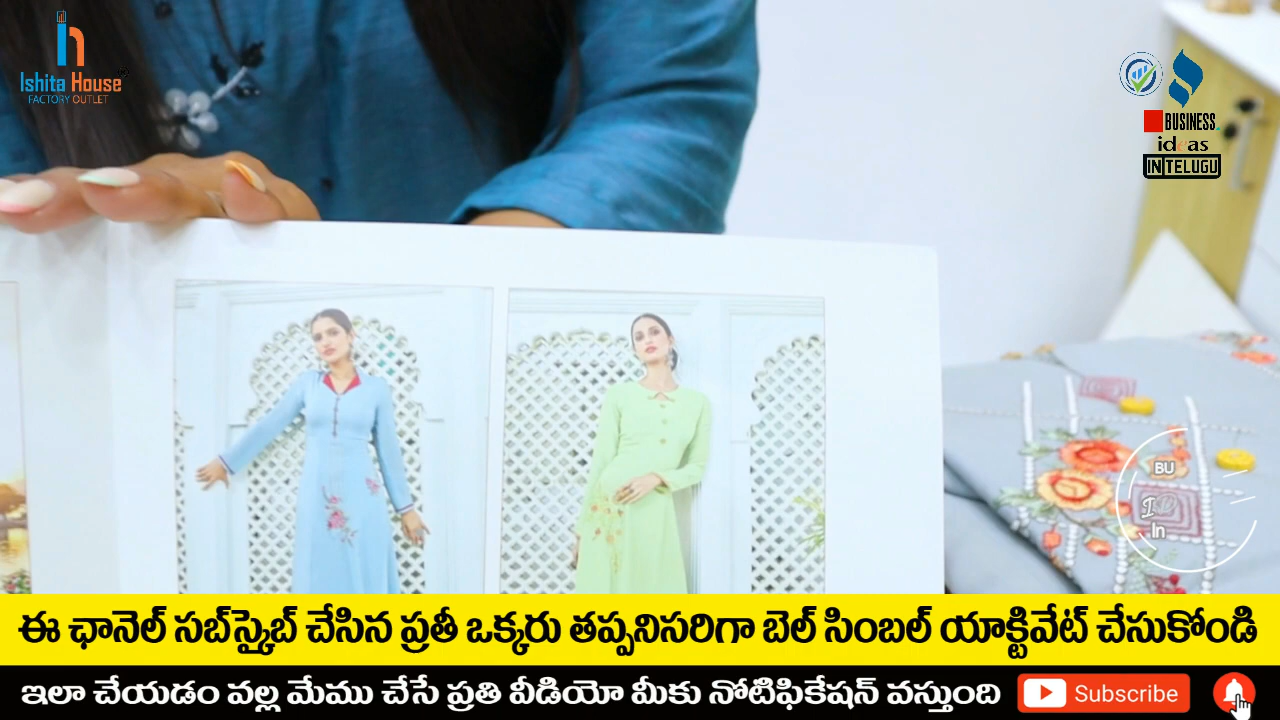 Ishita House
FACTORY OUTLET
BUSINESS
ideas
IN TELUGU
BU
In
ఈ ఛానెల్ సబ్‌స్క్రైబ్ చేసిన ప్రతీ ఒక్కరు తప్పనిసరిగా బెల్ సింబల్ యాక్టివేట్ చేసుకోండి
ఇలా చేయడం వల్ల మేము చేసే ప్రతి వీడియో మీకు నోటిఫికేషన్ వస్తుంది
Subscribe